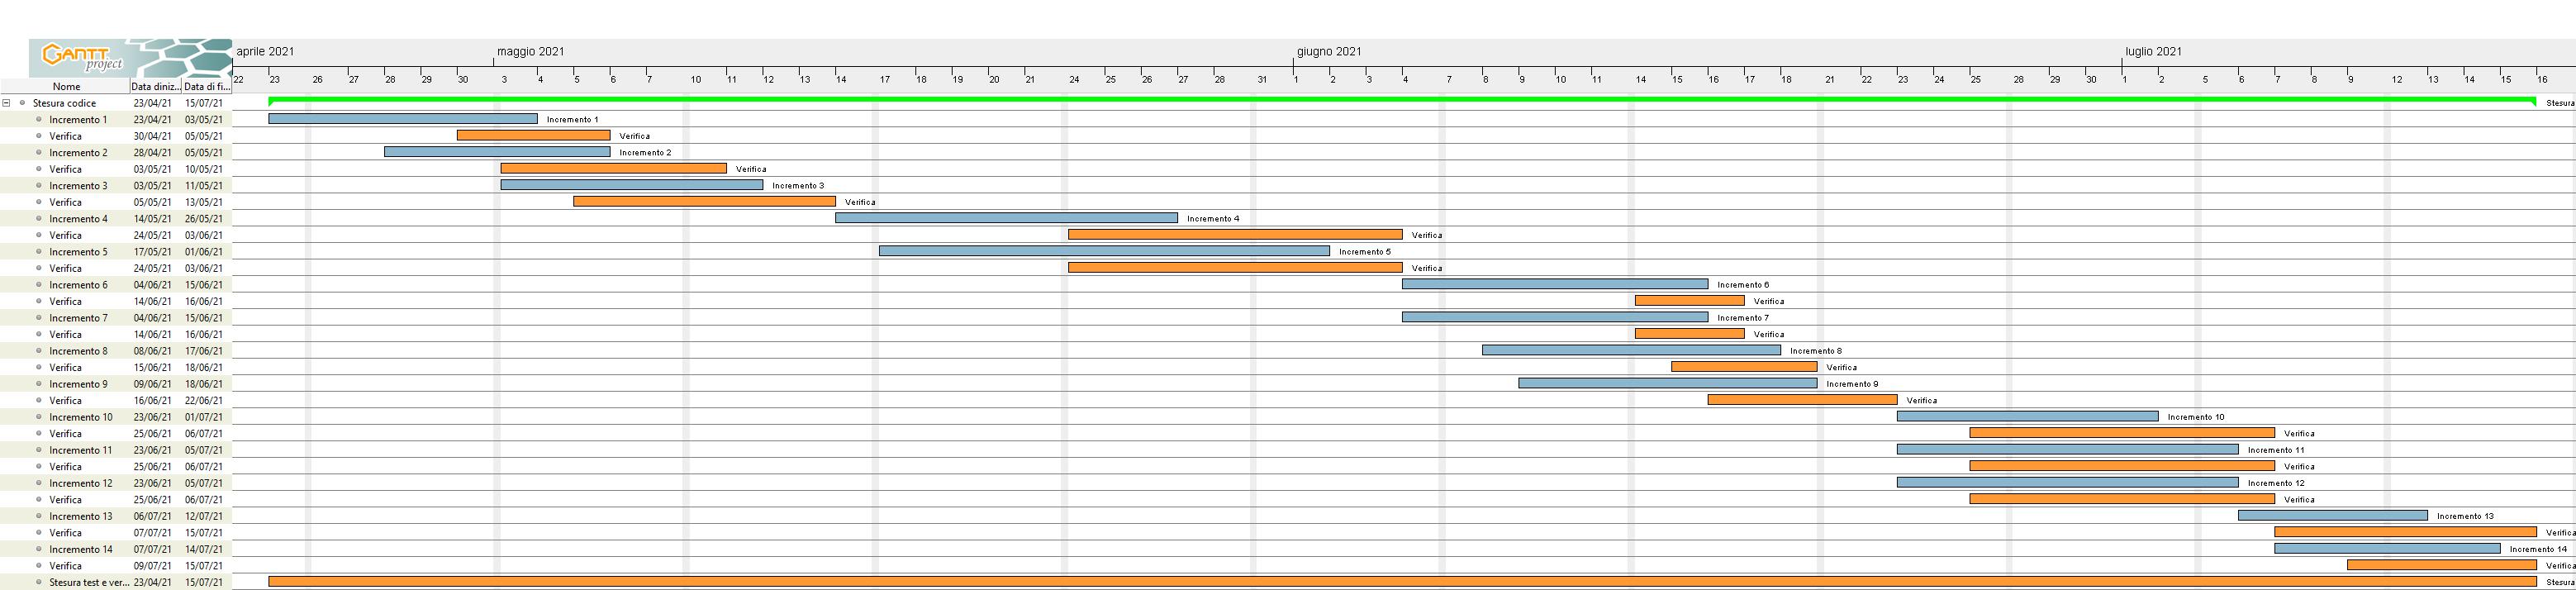 GANTT
project
aprile 2021 maggio 2021 giugno 2021 luglio 2021
22 23 26 27 28 29 30 3 4 5 6 7 10 11 12 13 14 17 18 19 20 21 24 25 26 27 28 31 1 2 3 4 7 8 9 10 11 14 15 16 17 18 21 22 23 24 25 28 29 30 1 2 5 6 7 8 9 12 13 14 15 16
Nome Data diniz... Data di fi...
Stesura codice 23/04/21 15/07/21 Stesura
Incremento 1 23/04/21 03/05/21 Incremento 1
Verifica 30/04/21 05/05/21 Verifica
Incremento 2 28/04/21 05/05/21 Incremento 2
Verifica 03/05/21 10/05/21 Verifica
Incremento 3 03/05/21 11/05/21 Incremento 3
Verifica 05/05/21 13/05/21 Verifica
Incremento 4 14/05/21 26/05/21 Incremento 4
Verifica 24/05/21 03/06/21 Verifica
Incremento 5 17/05/21 01/06/21 Incremento 5
Verifica 24/05/21 03/06/21 Verifica
Incremento 6 04/06/21 15/06/21 Incremento 6
Verifica 14/06/21 16/06/21 Verifica
Incremento 7 04/06/21 15/06/21 Incremento 7
Verifica 14/06/21 16/06/21 Verifica
Incremento 8 08/06/21 17/06/21 Incremento 8
Verifica 15/06/21 18/06/21 Verifica
Incremento 9 09/06/21 18/06/21 Incremento 9
Verifica 16/06/21 22/06/21 Verifica
Incremento 10 23/06/21 01/07/21 Incremento 10
Verifica 25/06/21 06/07/21 Verifica
Incremento 11 23/06/21 05/07/21 Incremento 11
Verifica 25/06/21 06/07/21 Verifica
Incremento 12 23/06/21 05/07/21 Incremento 12
Verifica 25/06/21 06/07/21 Verifica
Incremento 13 06/07/21 12/07/21 Incremento 13
Verifica 07/07/21 15/07/21 Verifica
Incremento 14 07/07/21 14/07/21 Incremento 14
Verifica 09/07/21 15/07/21 Verifica
Stesura test e ver... 23/04/21 15/07/21 Stesura